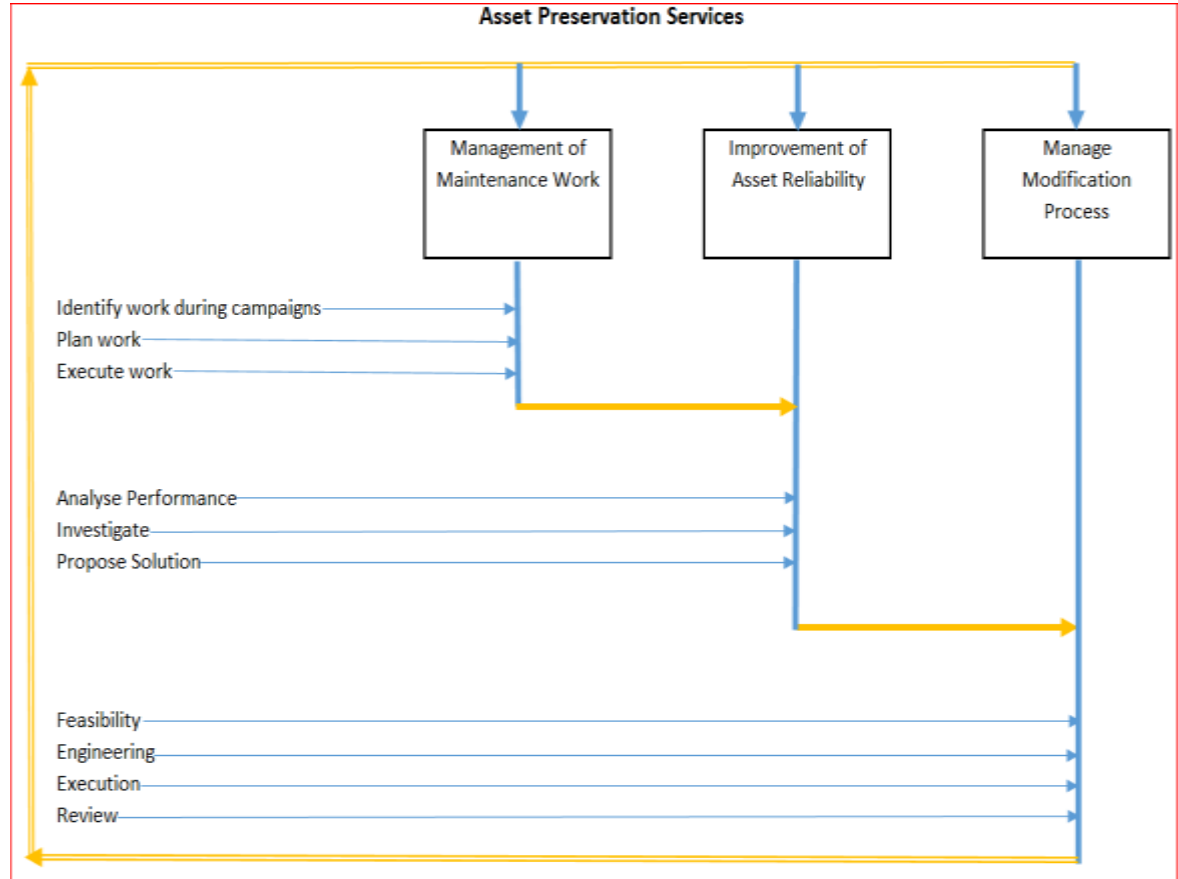 Asset Preservation Services
Management of
Maintenance Work
Improvement of
Asset Reliability
Manage
Modification
Process
Identify work during campaigns
Plan work
Execute work
Analyse Performance
Investigate
Propose Solution
Feasibility
Engineering
Execution
Review